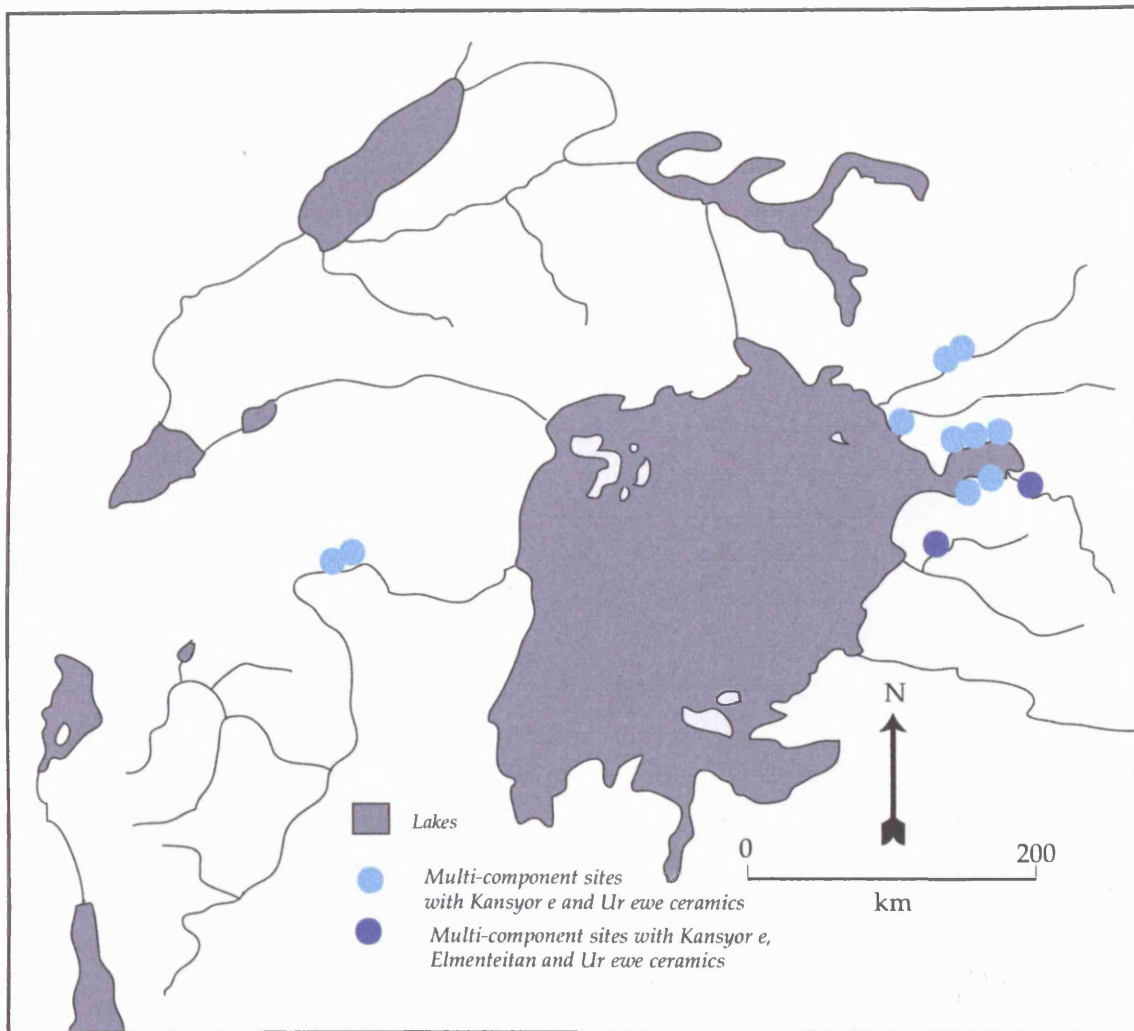 N
0 200
km
Lakes
Multi-component sites
with Kansyor e and Ur ewe ceramics
Multi-component sites with Kansyor e,
Elmenteitan and Ur ewe ceramics